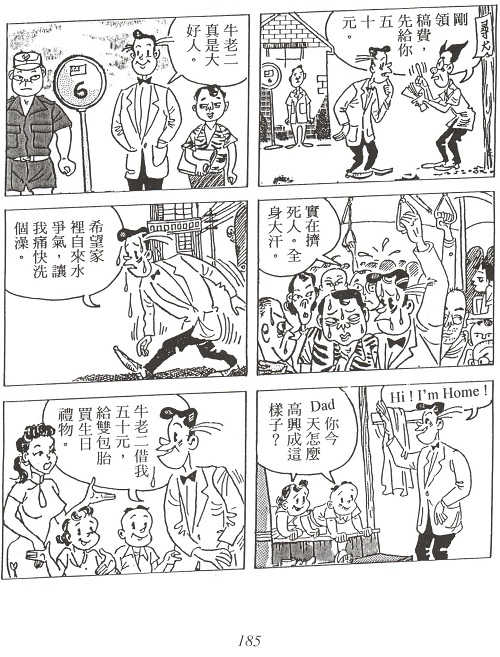 剛領
稿費，
先給你
五
十
元。
牛老二
真是大
好人。
6
實在擠
死人。全
身大汗。
希望家
裡自來水
爭氣，讓
我痛快洗
個澡。
Hi ! I'm Home !
Dad 你今
天怎麼
高興成這
樣子？
牛老二借我
五十元，
給雙包胎
買生日
禮物。
185